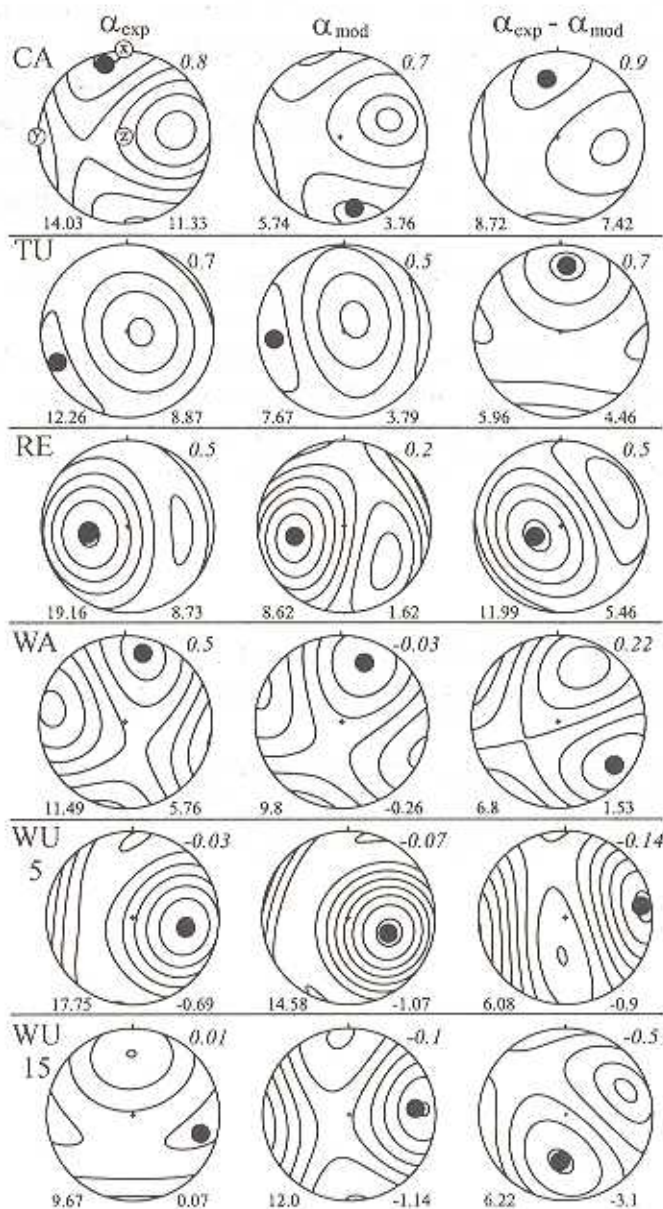 αexp αmod αexp - αmod
CA x 0.8 0.7 0.9
y z
14.03 11.33 5.74 3.76 8.72 7.42
TU 0.7 0.5 0.7
12.26 8.87 7.67 3.79 5.96 4.46
RE 0.5 0.2 0.5
19.16 8.73 8.62 1.62 11.99 5.46
WA 0.5 -0.03 0.22
11.49 5.76 9.8 -0.26 6.8 1.53
WU -0.03 -0.07 -0.14
5
17.75 -0.69 14.58 -1.07 6.08 -0.9
WU 0.01 -0.1 -0.5
15
9.67 0.07 12.0 -1.14 6.22 -3.1